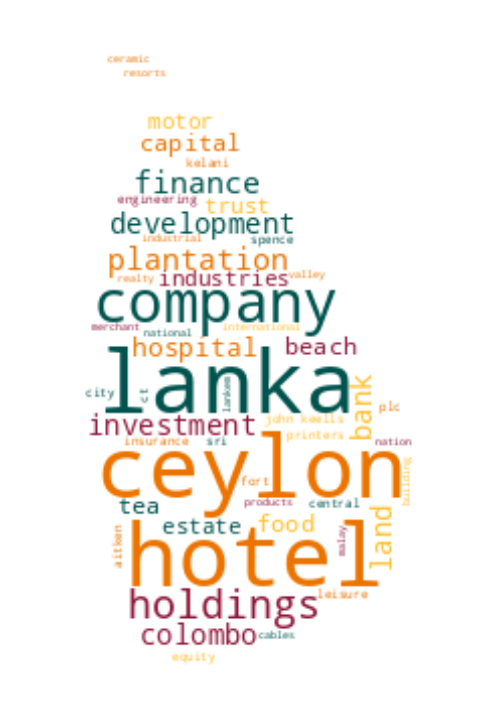 ceramic
resorts
motor
capital
kelani
finance
engineering trust
development
industrial spence
plantation
realty industries valley
company
merchant national international
hospital beach
lanka
city ct lankem bank plc
investment john keells
printers
insurance sri nation
ceylon
fort building
tea products central
estate food land
aitken malay
hotel
leisure
holdings
colombo cables
equity